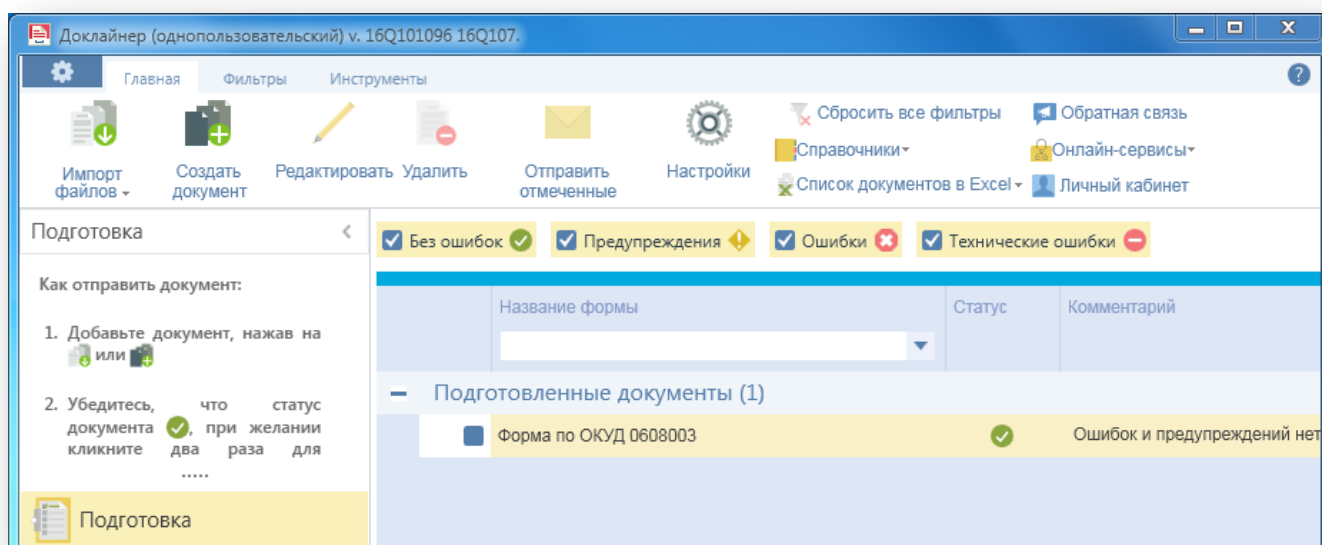 Доклайнер (однопользовательский) v. 16Q101096 16Q107.
Главная Фильтры Инструменты
Импорт файлов
Создать документ
Редактировать
Удалить
Отправить отмеченные
Настройки
Сбросить все фильтры
Справочники
Список документов в Excel
Обратная связь
Онлайн-сервисы
Личный кабинет
Подготовка
Без ошибок Предупреждения Ошибки Технические ошибки
Как отправить документ:
1. Добавьте документ, нажав на
или
2. Убедитесь, что статус
документа , при желании
кликните два раза для
.....
Подготовка
Название формы Статус Комментарий
Подготовленные документы (1)
Форма по ОКУД 0608003 Ошибок и предупреждений нет